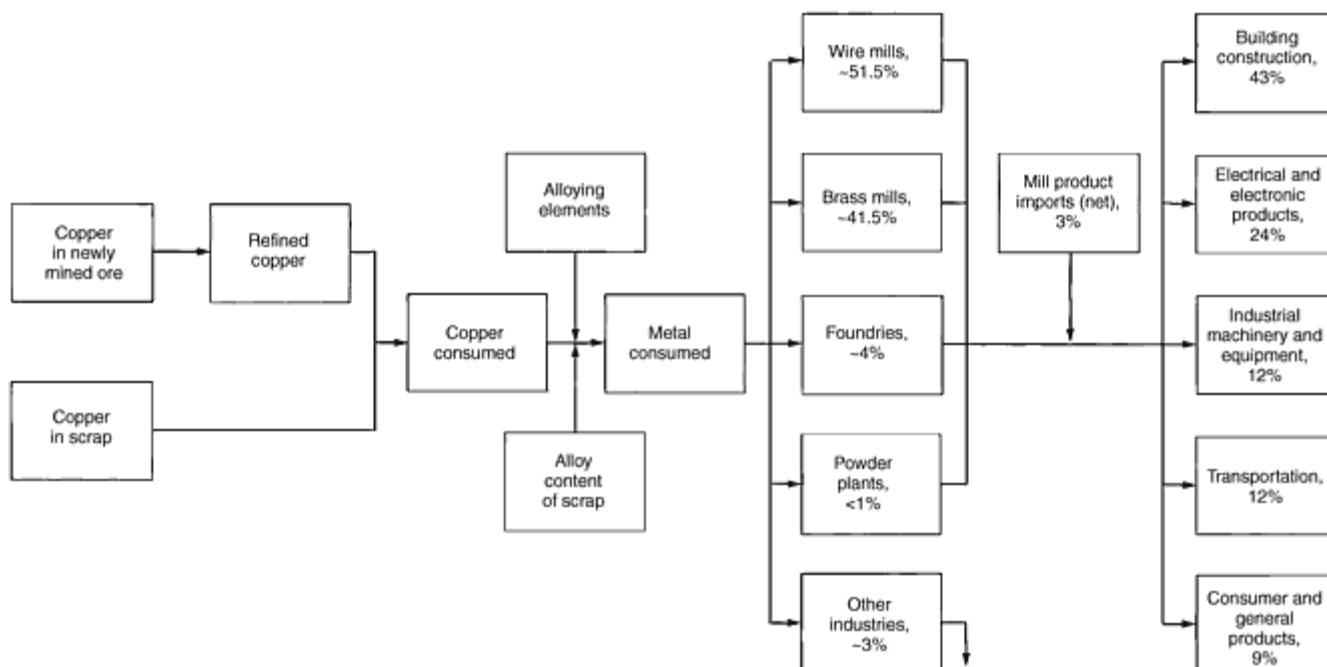 Copper
in newly
mined ore
Refined
copper
Copper
in scrap
Copper
consumed
Alloying
elements
Alloy
content
of scrap
Metal
consumed
Wire mills,
~51.5%
Brass mills,
~41.5%
Foundries,
~4%
Powder
plants,
<1%
Other
industries,
~3%
Mill product
imports (net),
3%
Building
construction,
43%
Electrical and
electronic
products,
24%
Industrial
machinery and
equipment,
12%
Transportation,
12%
Consumer and
general
products,
9%